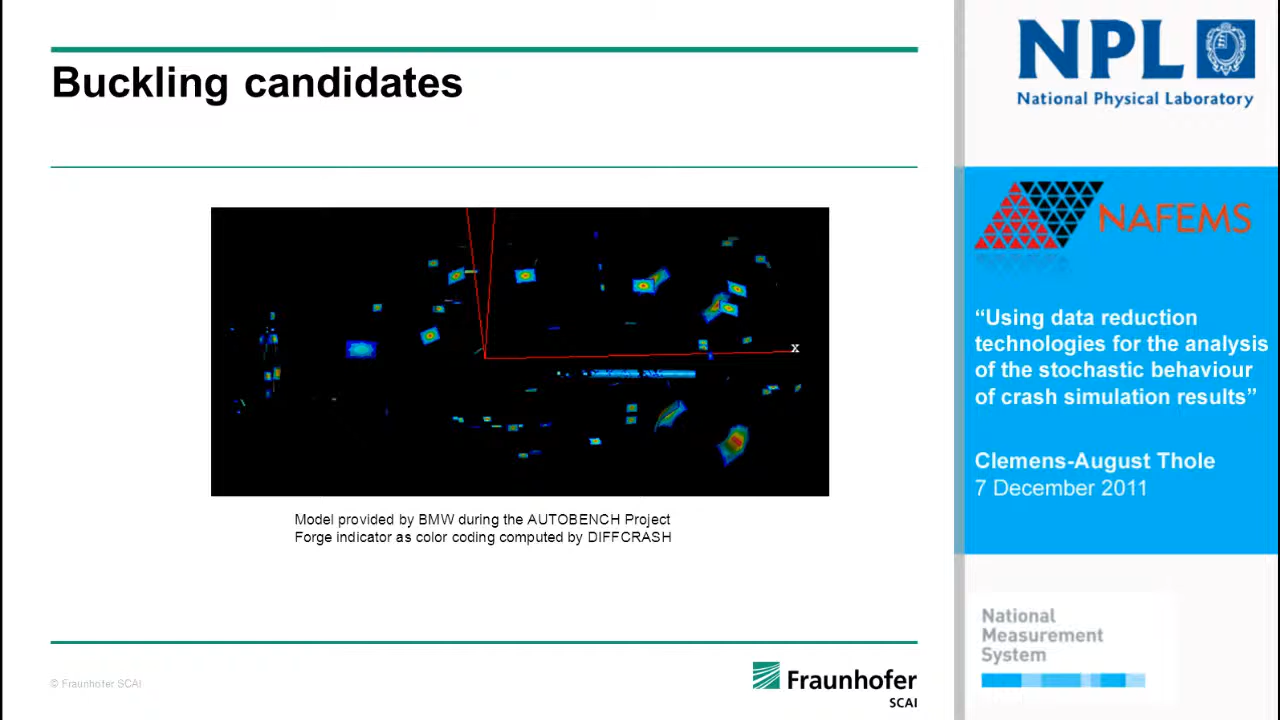 Buckling candidates
x
Model provided by BMW during the AUTOBENCH Project
Forge indicator as color coding computed by DIFFCRASH
© Fraunhofer SCAI
Fraunhofer
SCAI
NPL
National Physical Laboratory
NAFEMS
“Using data reduction
technologies for the analysis
of the stochastic behaviour
of crash simulation results”
Clemens-August Thole
7 December 2011
National
Measurement
System